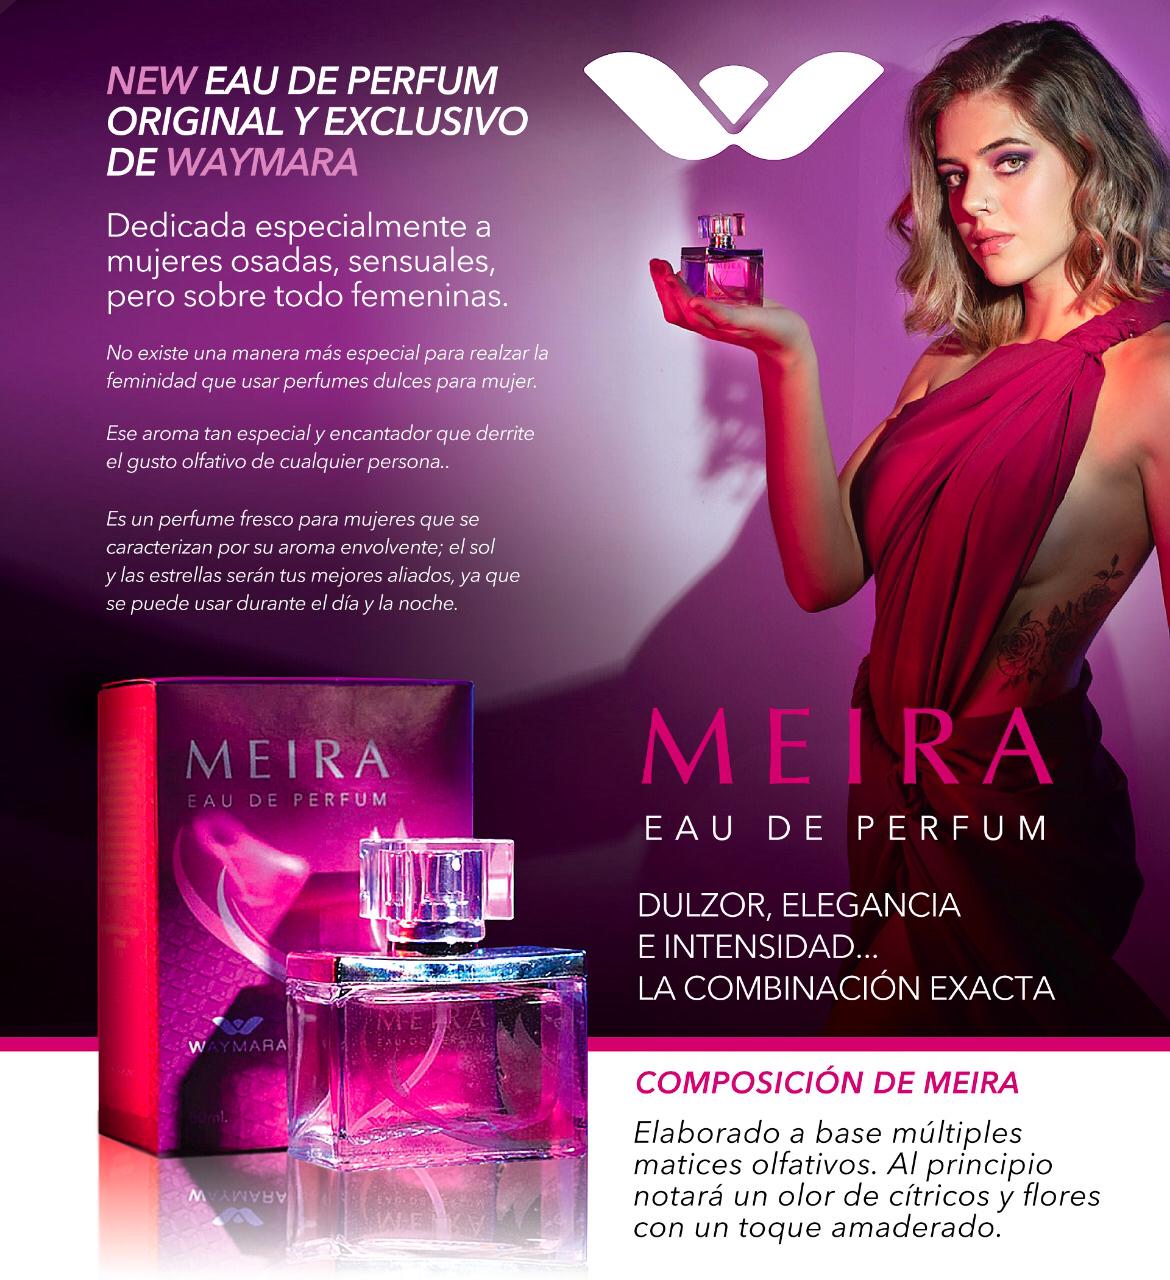 NEW EAU DE PERFUM
ORIGINAL Y EXCLUSIVO
DE WAYMARA
Dedicada especialmente a
mujeres osadas, sensuales,
pero sobre todo femeninas.
No existe una manera más especial para realzar la
feminidad que usar perfumes dulces para mujer.
Ese aroma tan especial y encantador que derrite
el gusto olfativo de cualquier persona..
Es un perfume fresco para mujeres que se
caracterizan por su aroma envolvente; el sol
y las estrellas serán tus mejores aliados, ya que
se puede usar durante el día y la noche.
MEIRA
MEIRA
EAU DE PERFUM
MEIRA
EAU DE PERFUM
WAYMARA
ml.
MEIRA
EAU DE PERFUM
DULZOR, ELEGANCIA
E INTENSIDAD...
LA COMBINACIÓN EXACTA
COMPOSICIÓN DE MEIRA
Elaborado a base múltiples
matices olfativos. Al principio
notará un olor de cítricos y flores
con un toque amaderado.